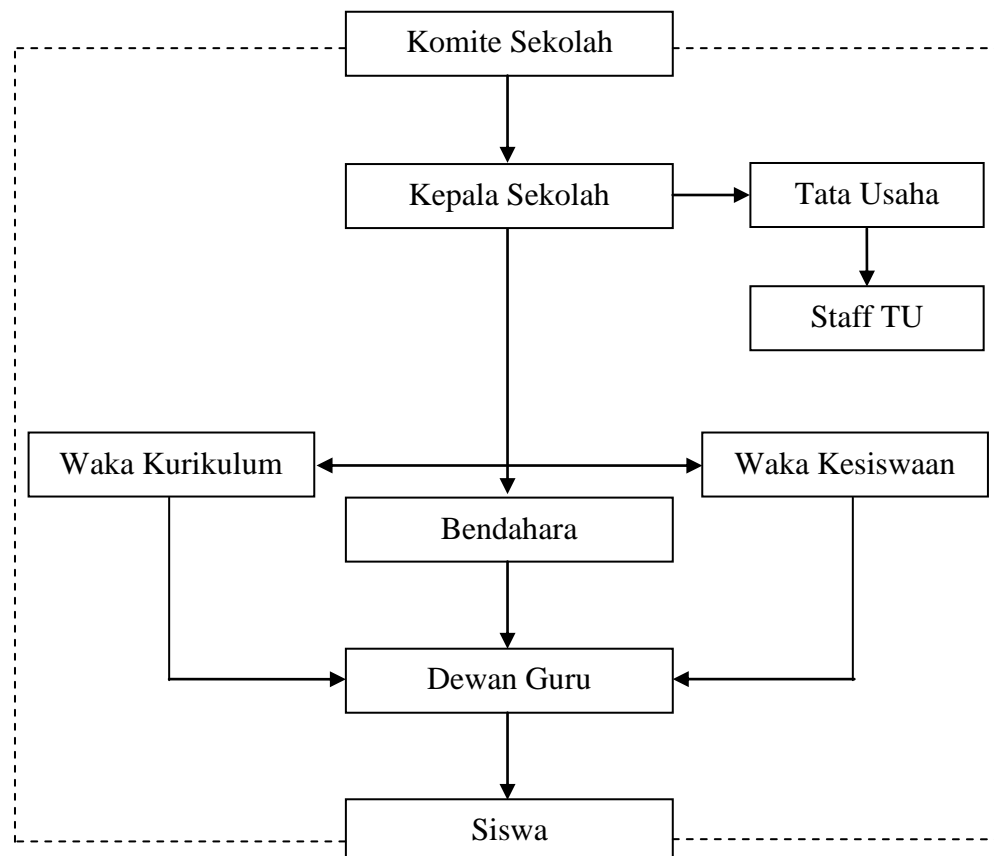 Komite Sekolah
Kepala Sekolah
Tata Usaha
Staff TU
Waka Kurikulum
Waka Kesiswaan
Bendahara
Dewan Guru
Siswa